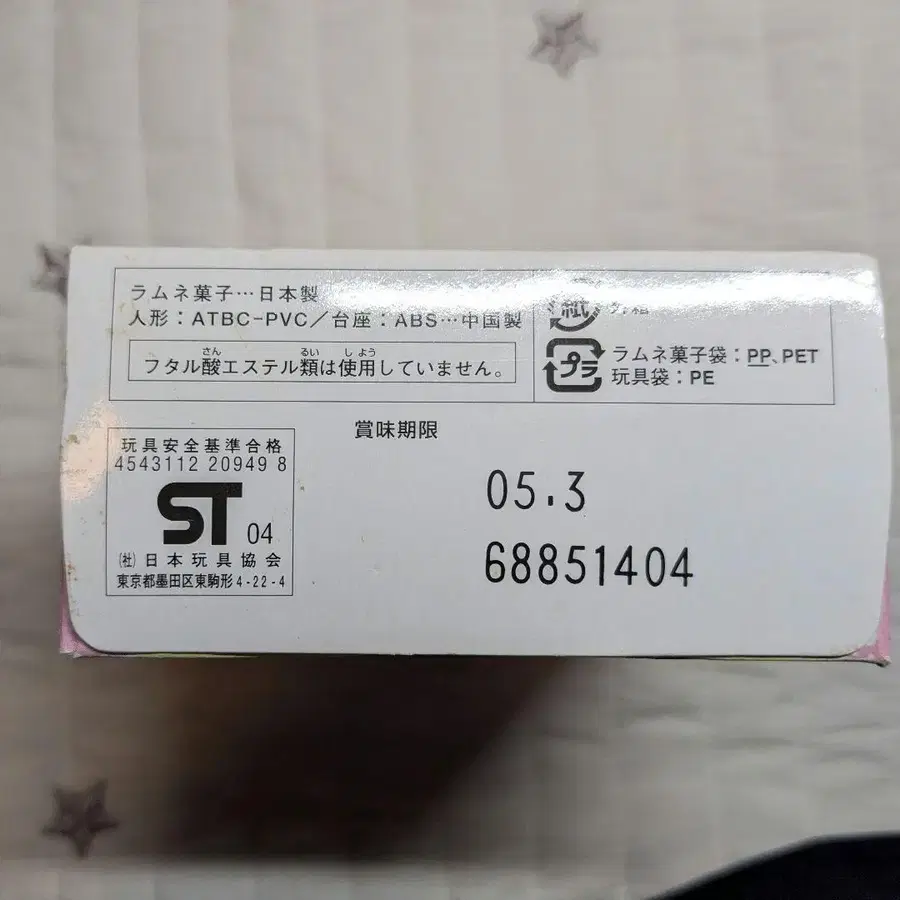 ラムネ菓子…日本製
人形：ATBC-PVC／台座：ABS…中国製
さん るい しよう
フタル酸エステル類は使用していません。
紙
箱
プラ
ラムネ菓子袋：PP、PET
玩具袋：PE
賞味期限
05.3
68851404
玩具安全基準合格
4543112 20949 8
ST 04
(社)日本玩具協会
東京都墨田区東駒形4-22-4